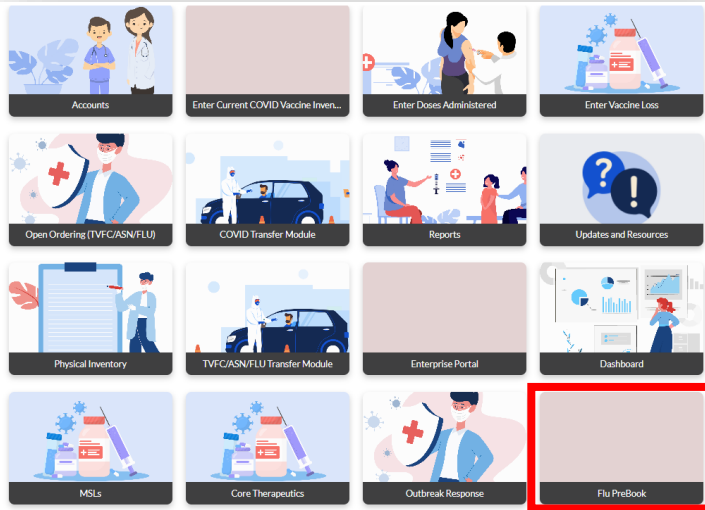 Accounts
Enter Current COVID Vaccine Inven...
Enter Doses Administered
Enter Vaccine Loss
Open Ordering (TVFC/ASN/FLU)
COVID Transfer Module
Reports
Updates and Resources
Physical Inventory
TVFC/ASN/FLU Transfer Module
Enterprise Portal
Dashboard
MSLs
Core Therapeutics
Outbreak Response
Flu PreBook